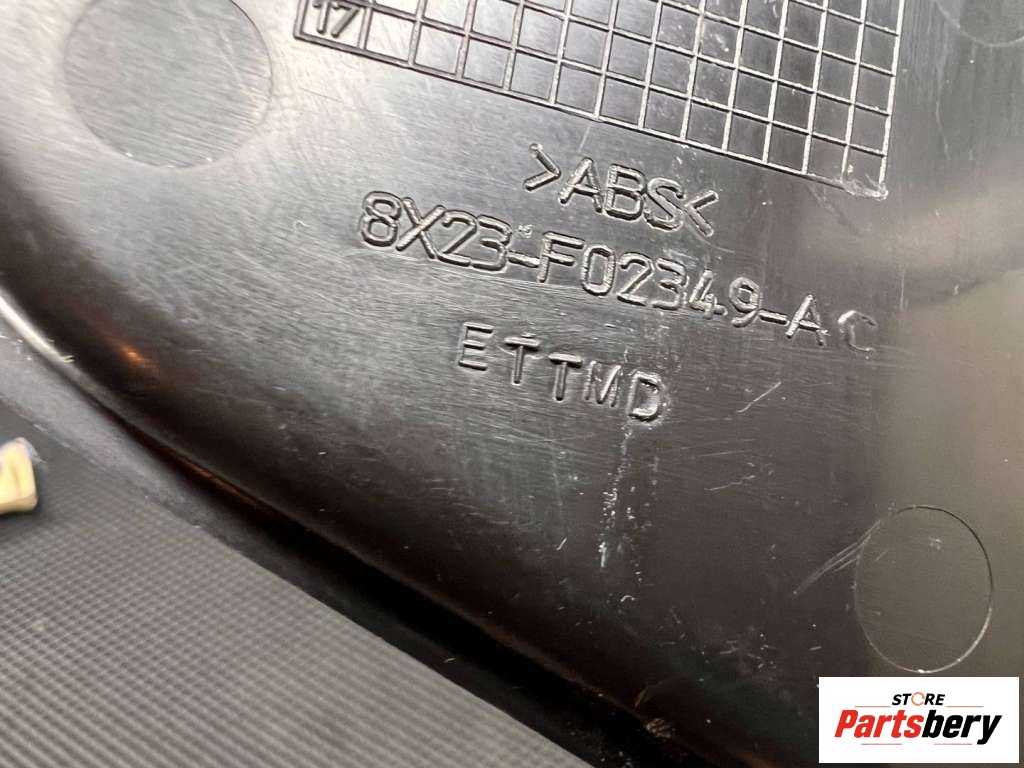 17
>ABS<
8X23-F02349-AC
ETTMD
STORE
Partsbery